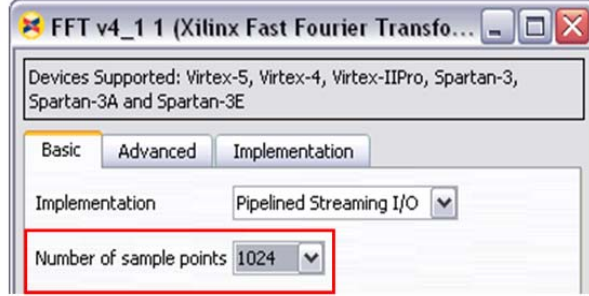 FFT v4_1 1 (Xilinx Fast Fourier Transfo...
Devices Supported: Virtex-5, Virtex-4, Virtex-IIPro, Spartan-3,
Spartan-3A and Spartan-3E
Basic Advanced Implementation
Implementation Pipelined Streaming I/O
Number of sample points 1024